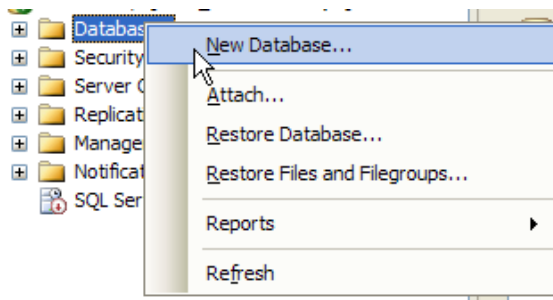 Databas
New Database...
Security
Server
Attach...
Replicat
Restore Database...
Manage
Notificat
Restore Files and Filegroups...
SQL Ser
Reports
Refresh